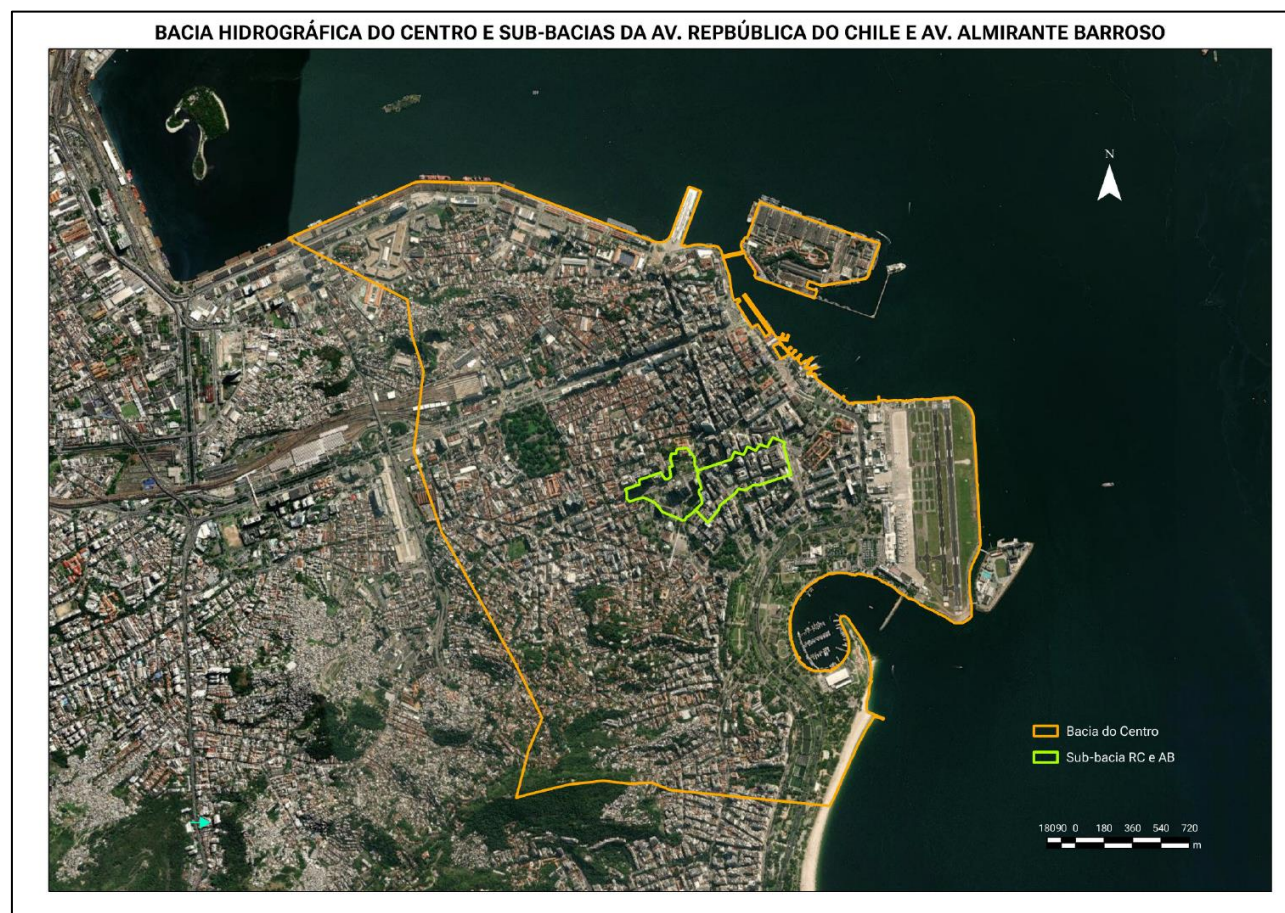 BACIA HIDROGRÁFICA DO CENTRO E SUB-BACIAS DA AV. REPBÚBLICA DO CHILE E AV. ALMIRANTE BARROSO
N
Bacia do Centro
Sub-bacia RC e AB
18090 0 180 360 540 720
m